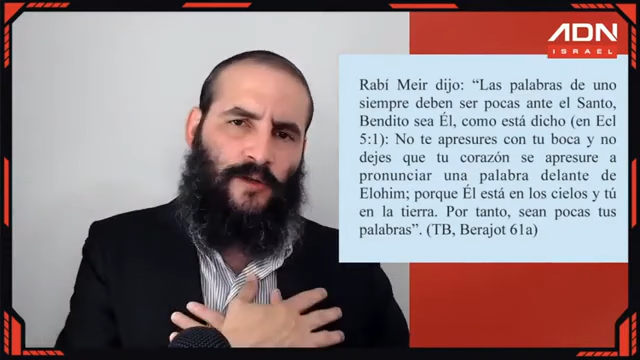 ADN
ISRAEL
Rabí Meir dijo: “Las palabras de uno
siempre deben ser pocas ante el Santo,
Bendito sea Él, como está dicho (en Ecl
5:1): No te apresures con tu boca y no
dejes que tu corazón se apresure a
pronunciar una palabra delante de
Elohim; porque Él está en los cielos y tú
en la tierra. Por tanto, sean pocas tus
palabras”. (TB, Berajot 61a)